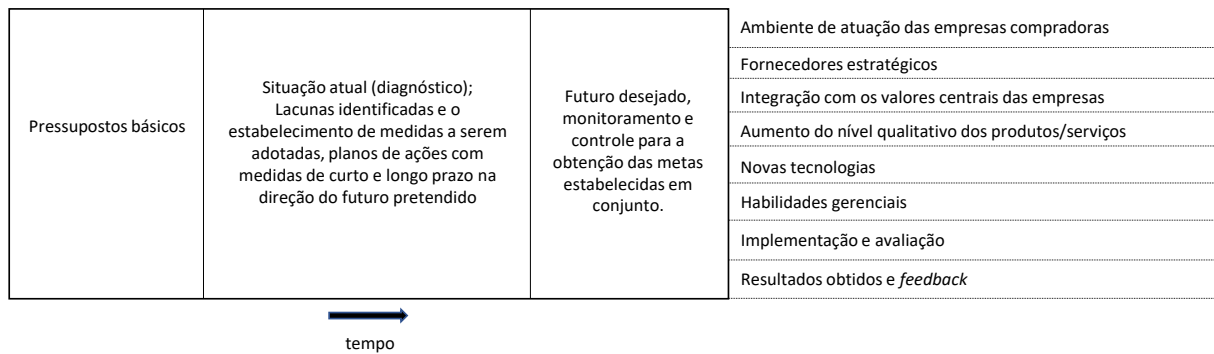 Pressupostos básicos
Situação atual (diagnóstico);
Lacunas identificadas e o
estabelecimento de medidas a serem
adotadas, planos de ações com
medidas de curto e longo prazo na
direção do futuro pretendido
Futuro desejado,
monitoramento e
controle para a
obtenção das metas
estabelecidas em
conjunto.
Ambiente de atuação das empresas compradoras
Fornecedores estratégicos
Integração com os valores centrais das empresas
Aumento do nível qualitativo dos produtos/serviços
Novas tecnologias
Habilidades gerenciais
Implementação e avaliação
Resultados obtidos e feedback
tempo